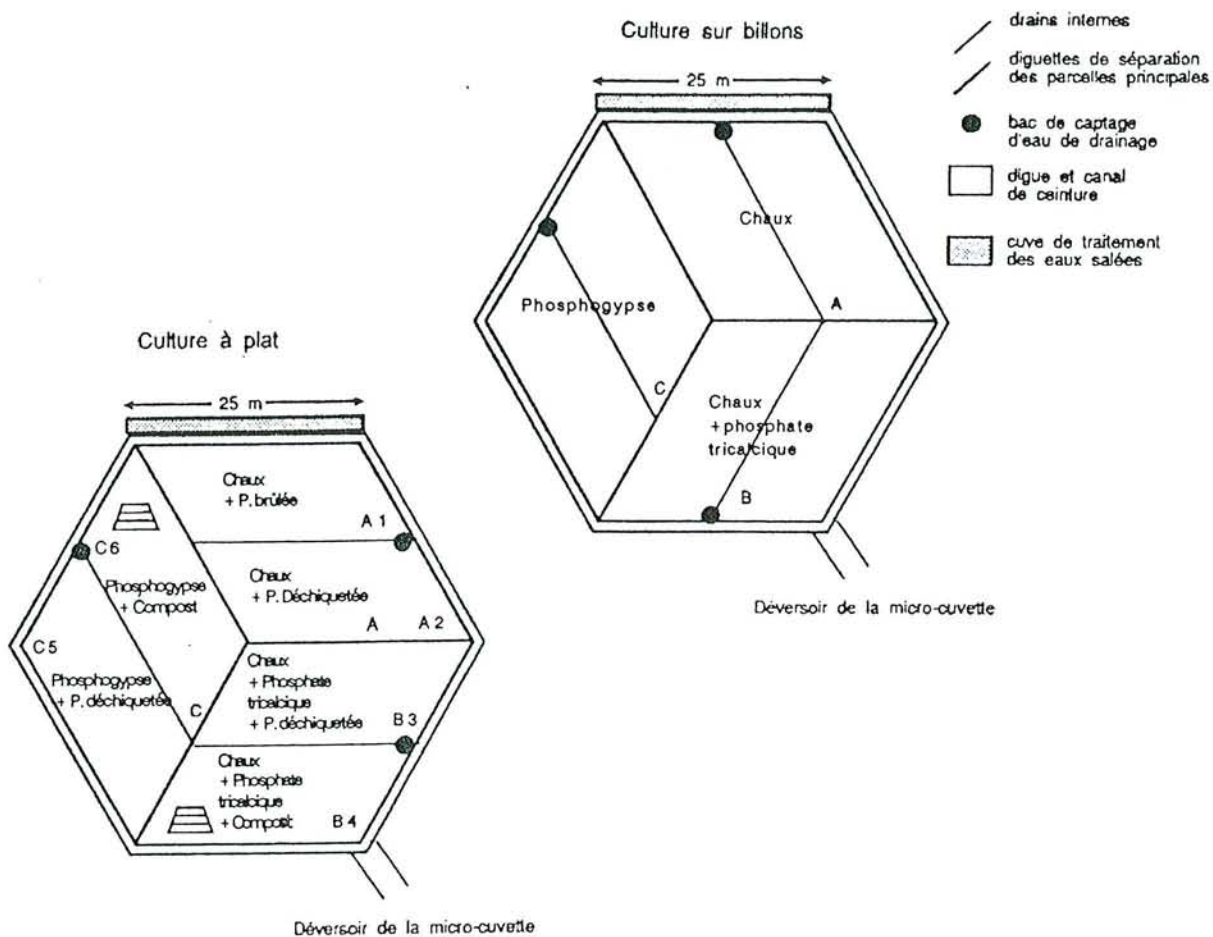 Culture sur billons
25 m
Chaux
A
Phosphogypse
C
Chaux
+ phosphate
tricalcique
B
Déversoir de la micro-cuvette
drains internes
diguettes de séparation
des parcelles principales
bac de captage
d'eau de drainage
digue et canal
de ceinture
cuve de traitement
des eaux salées
Culture à plat
25 m
Chaux
+ P. brûlée
A 1
C 6
Phosphogypse
+ Compost
Chaux
+ P. Déchiquetée
A
A 2
C 5
Phosphogypse
+ P. déchiquetée
C
Chaux
+ Phosphate
tricalcique
+ P. déchiquetée
B 3
Chaux
+ Phosphate
tricalcique
+ Compost
B 4
Déversoir de la micro-cuvette